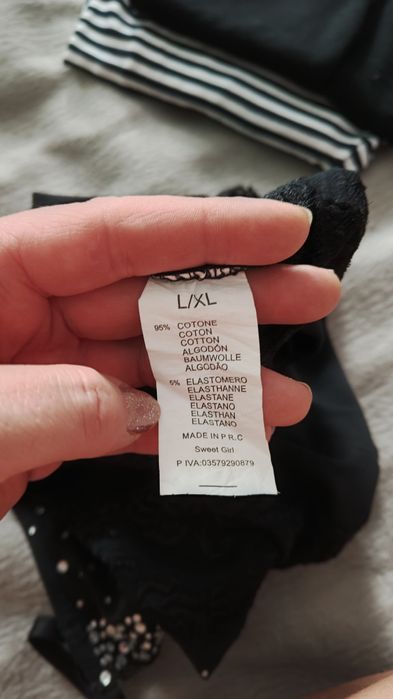 L/XL
95% COTONE
COTON
COTTON
ALGODÓN
BAUMWOLLE
ALGODÃO
5% ELASTOMERO
ELASTHANNE
ELASTANE
ELASTANO
ELASTHAN
ELASTANO
MADE IN P R.C
Sweet Girl
P IVA:03579290879